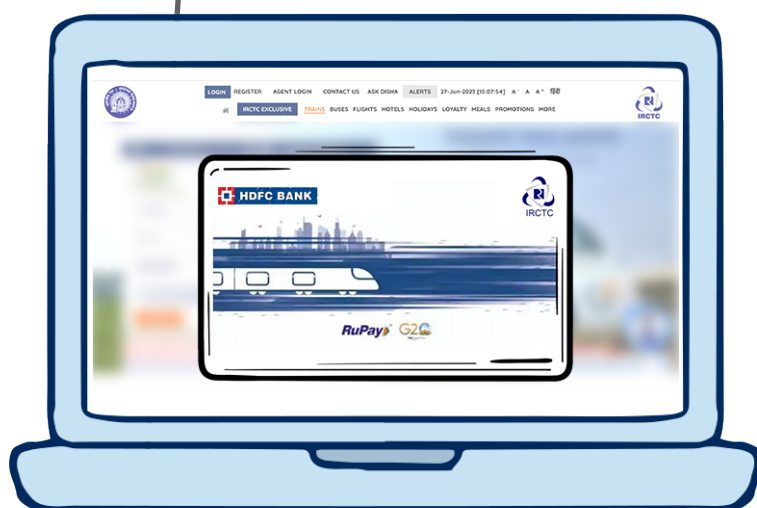 LOGIN REGISTER AGENT LOGIN CONTACT US ASK DISHA ALERTS 27-Jun-2023 [15:07:54] A⁻ A A⁺ हिंदी
IRCTC EXCLUSIVE TRAINS BUSES FLIGHTS HOTELS HOLIDAYS LOYALTY MEALS PROMOTIONS MORE
IRCTC
HDFC BANK
IRCTC
RuPay G20